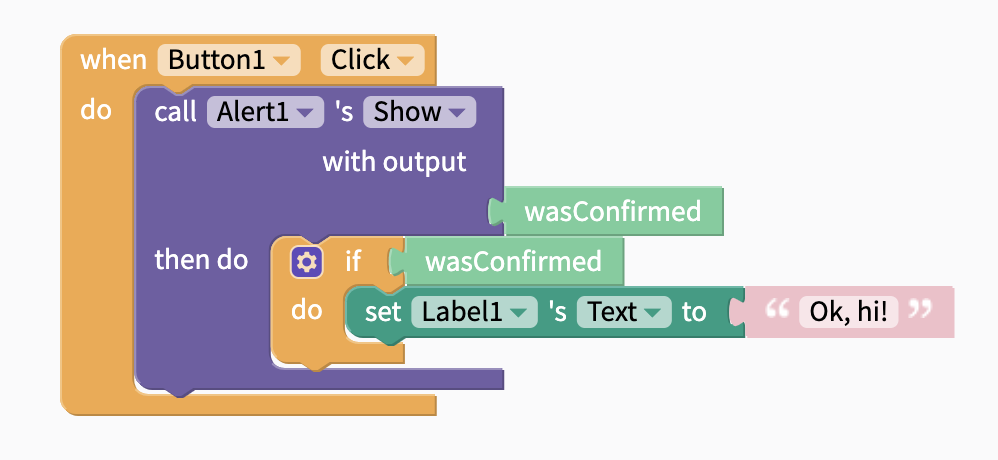 when Button1 Click
do call Alert1 's Show
with output
wasConfirmed
then do if wasConfirmed
do set Label1 's Text to “ Ok, hi! ”